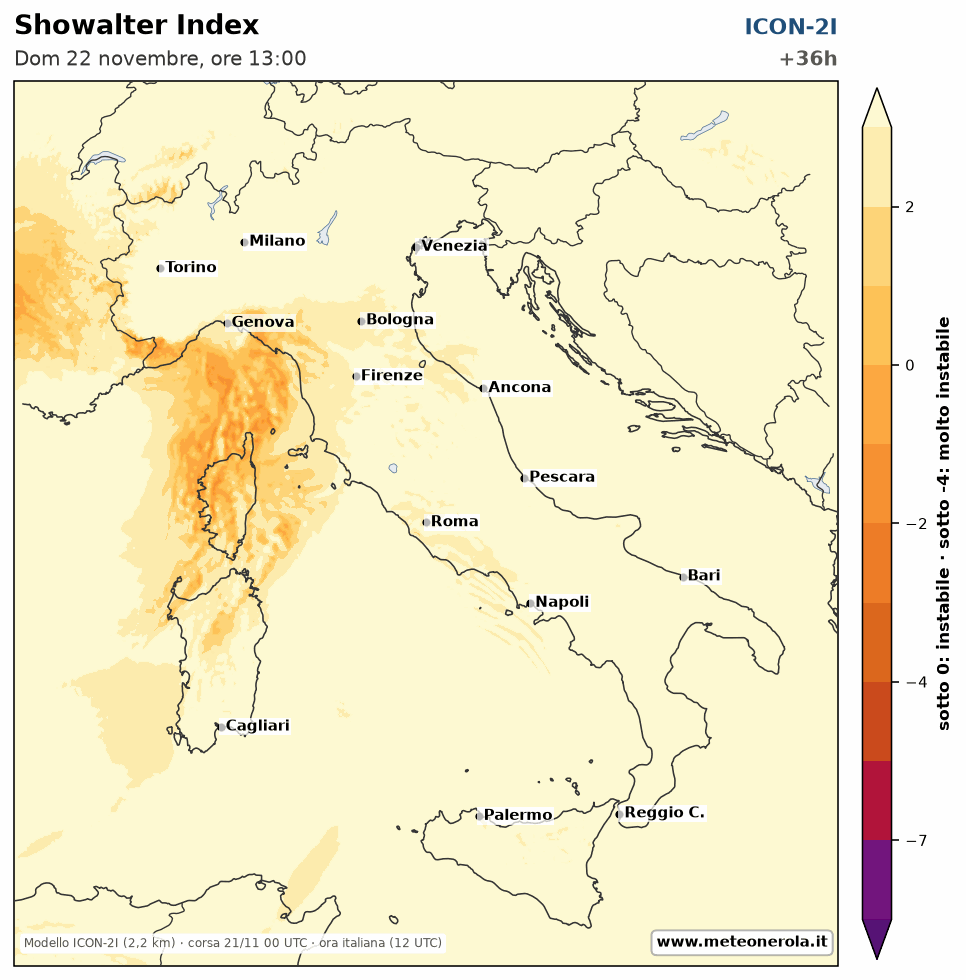 Showalter Index
ICON-2I
Dom 22 novembre, ore 13:00
+36h
Milano
Venezia
Torino
Genova
Bologna
Firenze
Ancona
Pescara
Roma
Bari
Napoli
Cagliari
Palermo
Reggio C.
2
0
−2
−4
−7
sotto 0: instabile · sotto -4: molto instabile
Modello ICON-2I (2,2 km) · corsa 21/11 00 UTC · ora italiana (12 UTC)
www.meteonerola.it